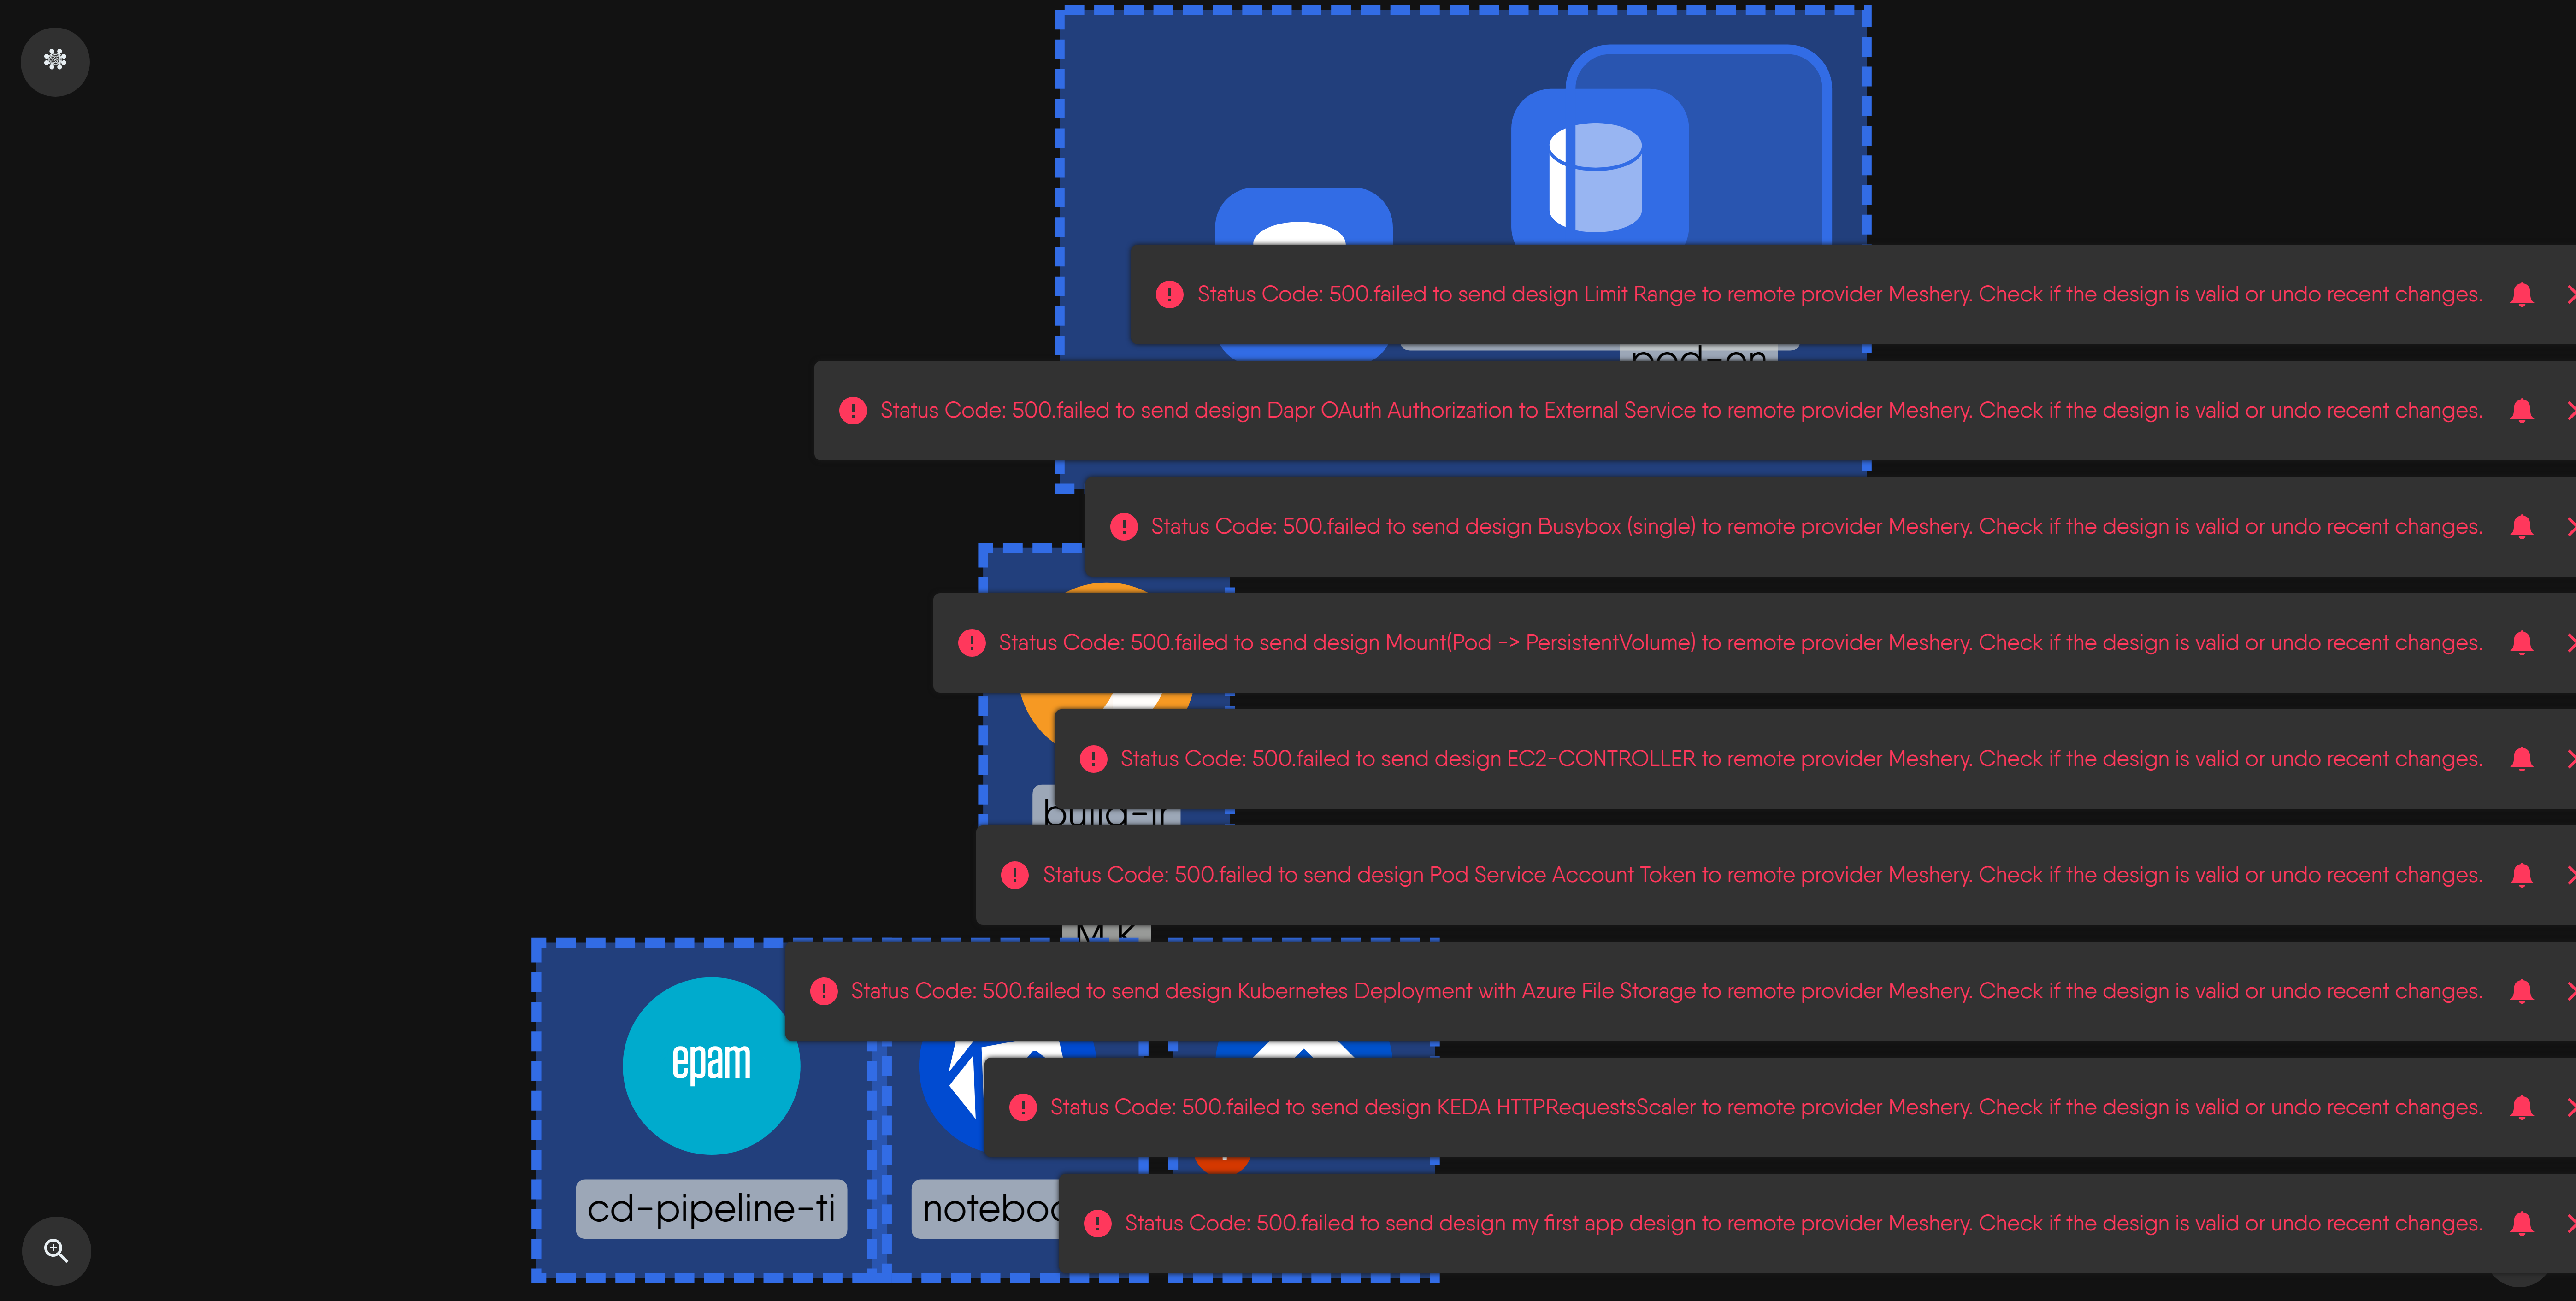 Status Code: 500.failed to send design Limit Range to remote provider Meshery. Check if the design is valid or undo recent changes.
pod-en
Status Code: 500.failed to send design Dapr OAuth Authorization to External Service to remote provider Meshery. Check if the design is valid or undo recent changes.
Status Code: 500.failed to send design Busybox (single) to remote provider Meshery. Check if the design is valid or undo recent changes.
Status Code: 500.failed to send design Mount(Pod -> PersistentVolume) to remote provider Meshery. Check if the design is valid or undo recent changes.
Status Code: 500.failed to send design EC2-CONTROLLER to remote provider Meshery. Check if the design is valid or undo recent changes.
Status Code: 500.failed to send design Pod Service Account Token to remote provider Meshery. Check if the design is valid or undo recent changes.
Status Code: 500.failed to send design Kubernetes Deployment with Azure File Storage to remote provider Meshery. Check if the design is valid or undo recent changes.
epam
Status Code: 500.failed to send design KEDA HTTPRequestsScaler to remote provider Meshery. Check if the design is valid or undo recent changes.
cd-pipeline-ti
Status Code: 500.failed to send design my first app design to remote provider Meshery. Check if the design is valid or undo recent changes.